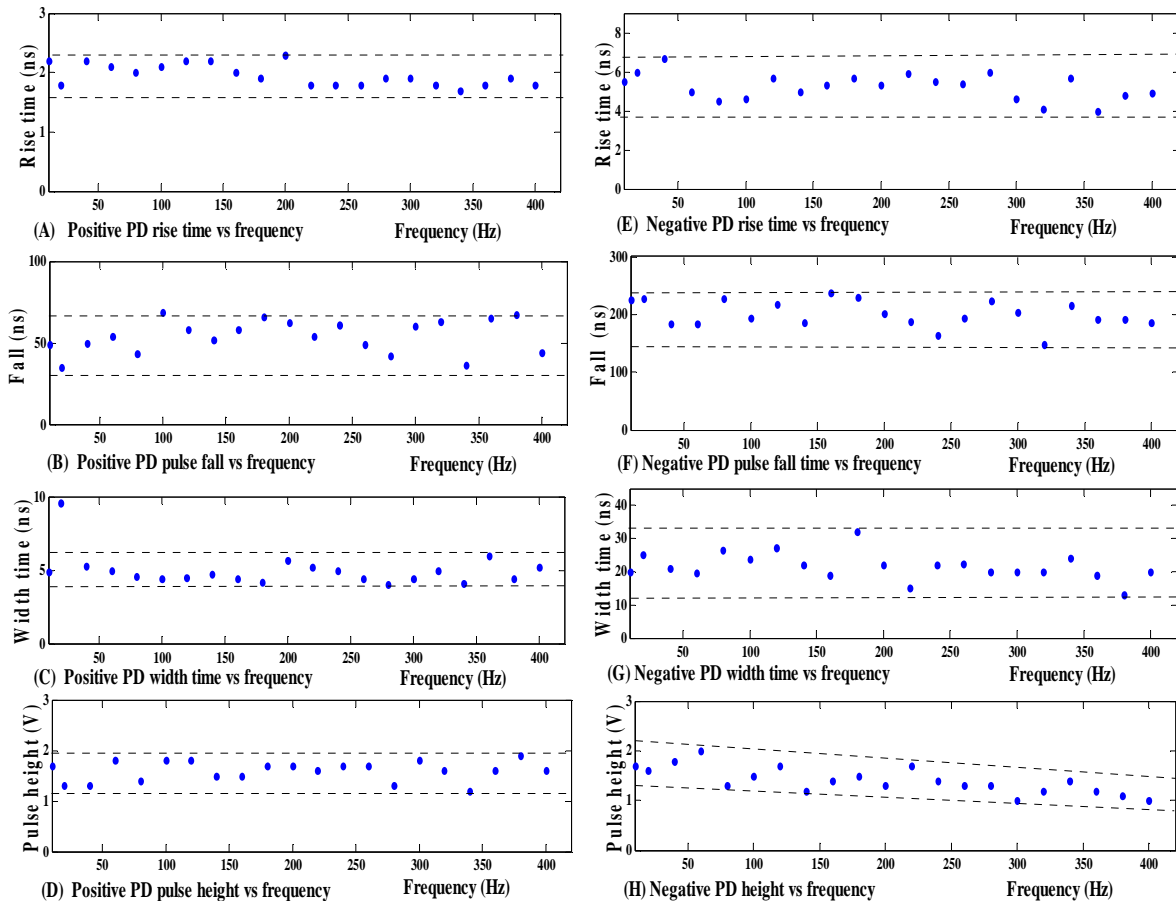 3
2
1
0
Rise time (ns)
50 100 150 200 250 300 350 400
(A) Positive PD rise time vs frequency Frequency (Hz)
100
50
0
Fall (ns)
50 100 150 200 250 300 350 400
(B) Positive PD pulse fall vs frequency Frequency (Hz)
10
5
0
Width time (ns)
50 100 150 200 250 300 350 400
(C) Positive PD width time vs frequency Frequency (Hz)
3
2
1
0
Pulse height (V)
50 100 150 200 250 300 350 400
(D) Positive PD pulse height vs frequency Frequency (Hz)
8
6
4
2
0
Rise time (ns)
50 100 150 200 250 300 350 400
(E) Negative PD rise time vs frequency Frequency (Hz)
300
200
100
0
Fall (ns)
50 100 150 200 250 300 350 400
(F) Negative PD pulse fall time vs frequency Frequency (Hz)
40
30
20
10
0
Width time (ns)
50 100 150 200 250 300 350 400
(G) Negative PD width time vs frequency Frequency (Hz)
3
2
1
0
Pulse height (V)
50 100 150 200 250 300 350 400
(H) Negative PD height vs frequency Frequency (Hz)